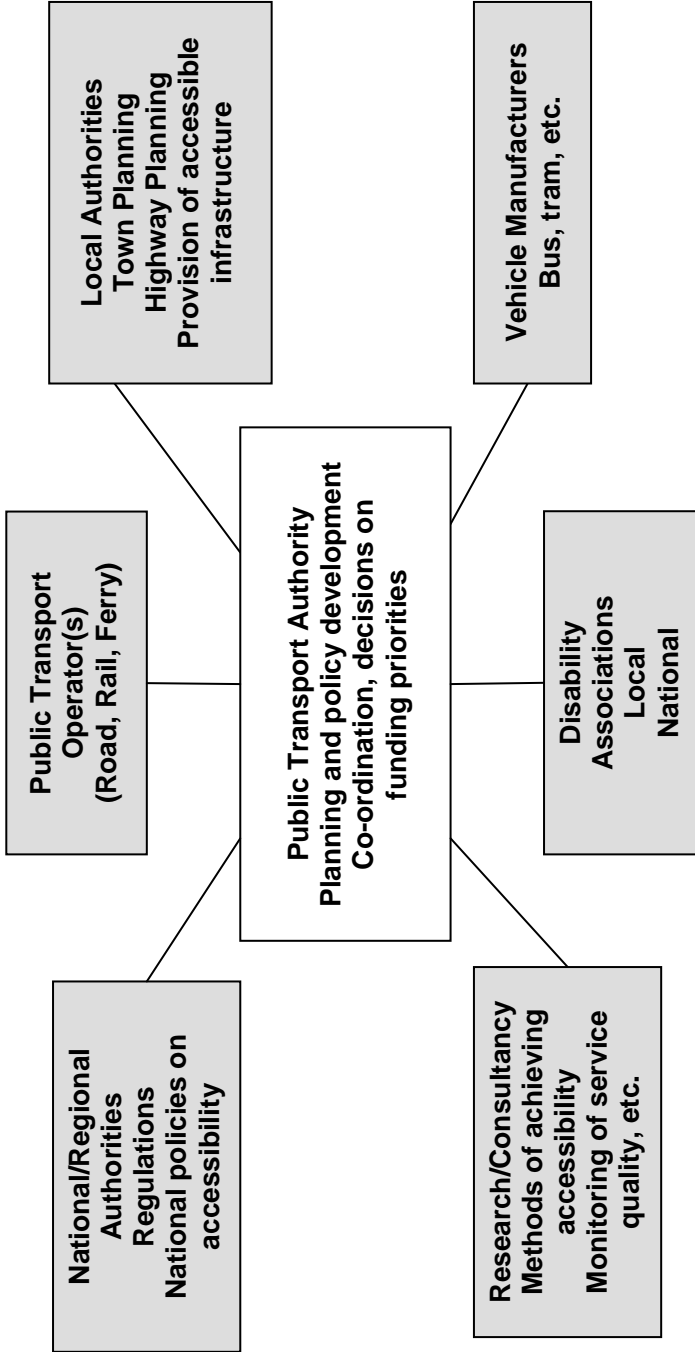 National/Regional
Authorities
Regulations
National policies on
accessibility
Public Transport
Operator(s)
(Road, Rail, Ferry)
Local Authorities
Town Planning
Highway Planning
Provision of accessible
infrastructure
Public Transport Authority
Planning and policy development
Co-ordination, decisions on
funding priorities
Research/Consultancy
Methods of achieving
accessibility
Monitoring of service
quality, etc.
Disability
Associations
Local
National
Vehicle Manufacturers
Bus, tram, etc.